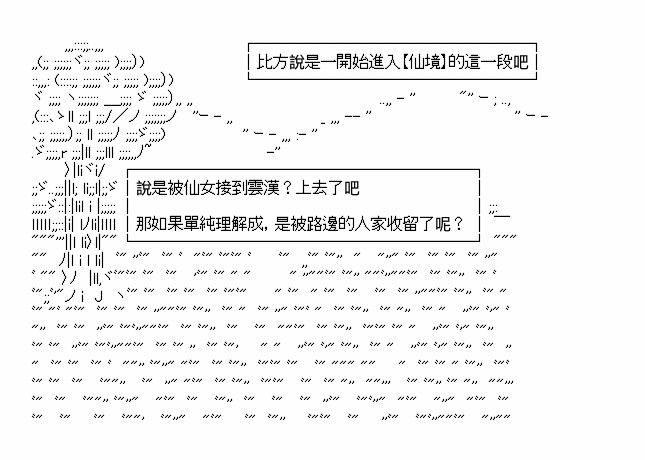 比方說是一開始進入【仙境】的這一段吧
說是被仙女接到雲漢？上去了吧
那如果單純理解成，是被路邊的人家收留了呢？